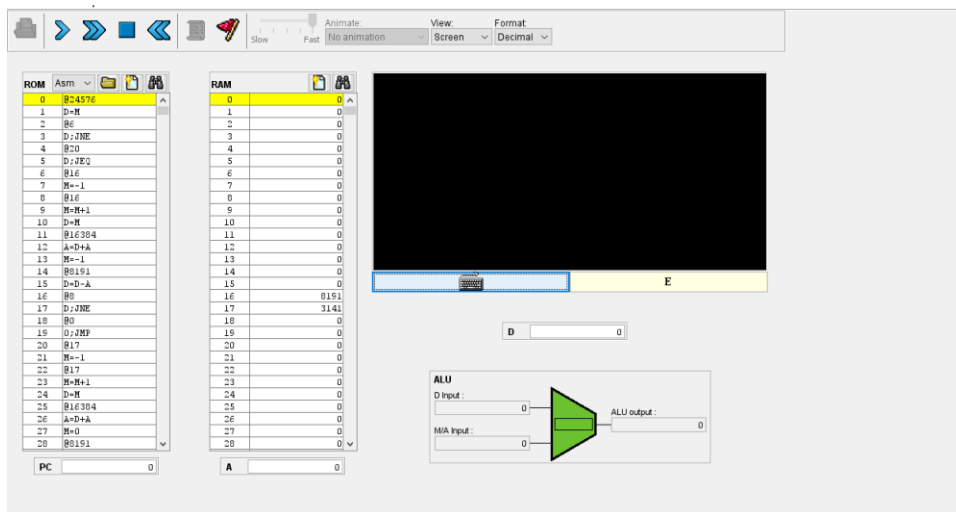 Animate: View: Format:
Slow Fast No animation Screen Decimal
ROM Asm RAM
0 @24576 0 0
1 D=M 1 0
2 @6 2 0
3 D;JNE 3 0
4 @20 4 0
5 D;JEQ 5 0
6 @16 6 0
7 M=-1 7 0
8 @16 8 0
9 M=M+1 9 0
10 D=M 10 0
11 @16384 11 0
12 A=D+A 12 0
13 M=-1 13 0
14 @8191 14 0
15 D=D-A 15 0
16 @8 16 8191
17 D;JNE 17 3141
18 @0 18 0
19 0;JMP 19 0
20 @17 20 0
21 M=-1 21 0
22 @17 22 0
23 M=M+1 23 0
24 D=M 24 0
25 @16384 25 0
26 A=D+A 26 0
27 M=0 27 0
28 @8191 28 0
PC 0 A 0
E
D 0
ALU
D Input :
0
M/A Input :
0
ALU output :
0